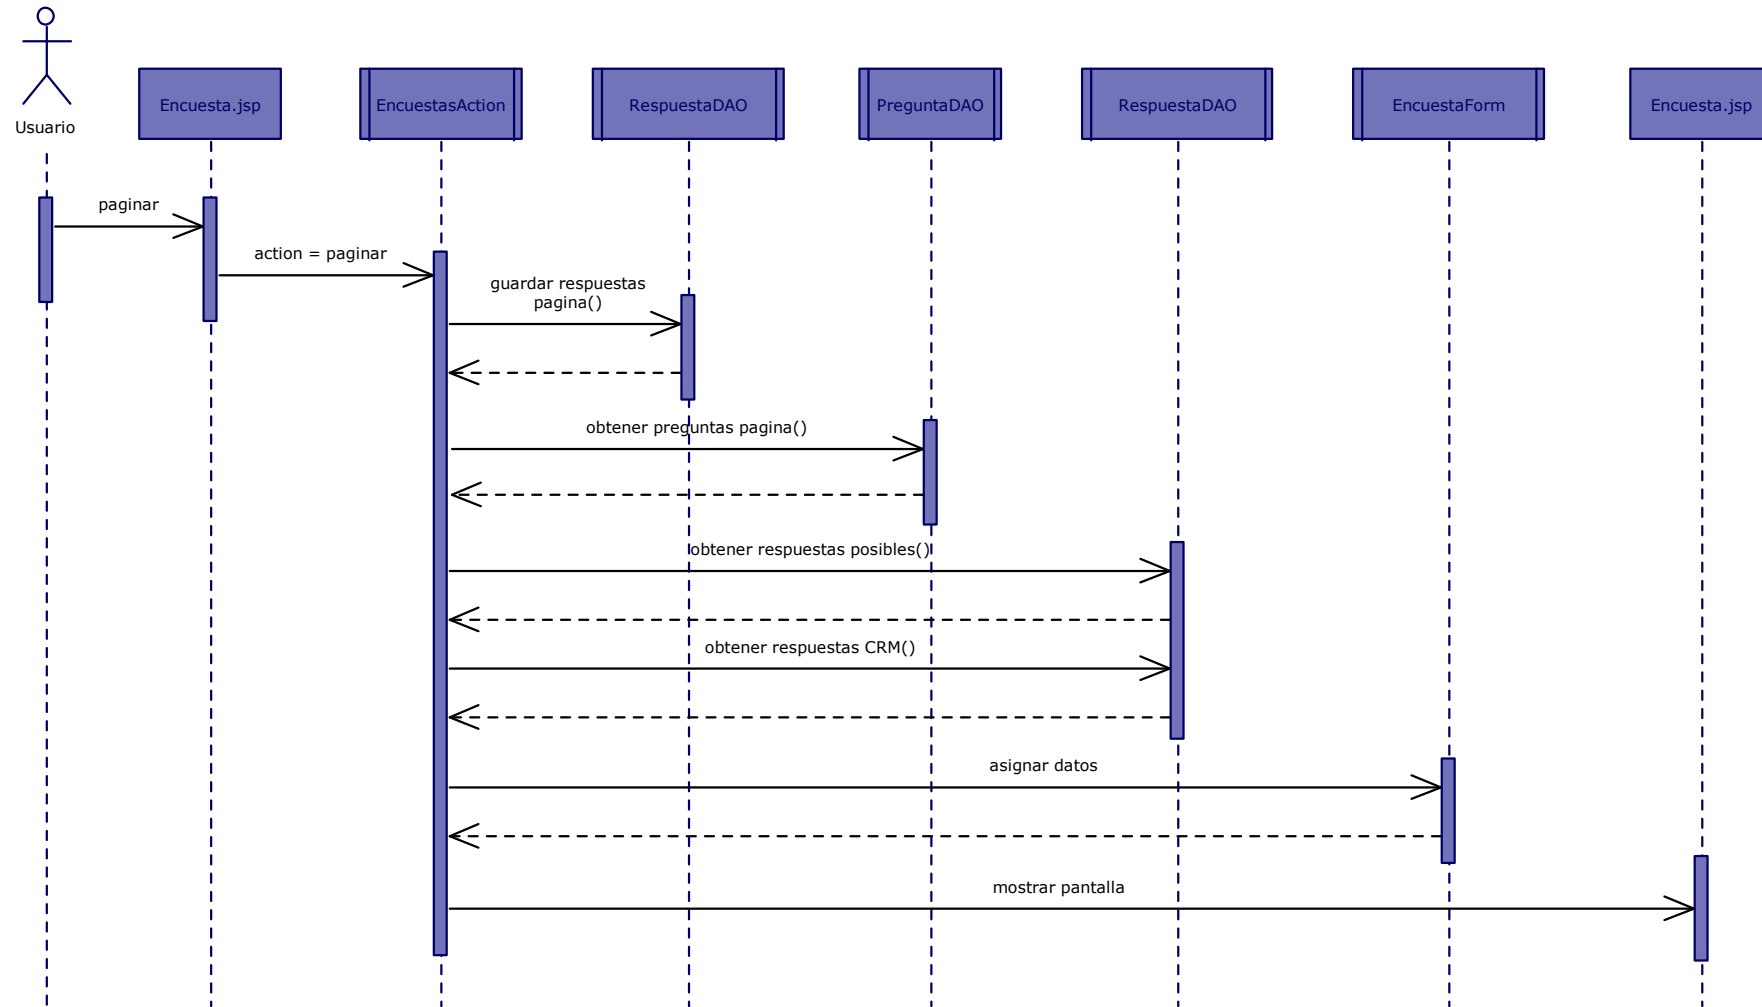 Usuario
Encuesta.jsp
EncuestasAction
RespuestaDAO
PreguntaDAO
RespuestaDAO
EncuestaForm
Encuesta.jsp
paginar
action = paginar
guardar respuestas
pagina()
obtener preguntas pagina()
obtener respuestas posibles()
obtener respuestas CRM()
asignar datos
mostrar pantalla